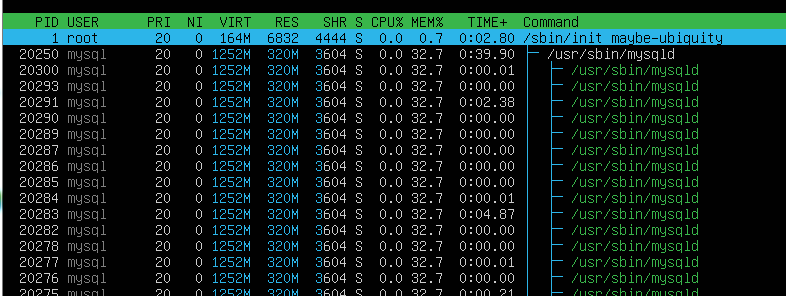 PID USER PRI NI VIRT RES SHR S CPU% MEM% TIME+ Command
1 root 20 0 164M 6832 4444 S 0.0 0.7 0:02.80 /sbin/init maybe-ubiquity
20250 mysql 20 0 1252M 320M 3604 S 0.0 32.7 0:39.90 /usr/sbin/mysqld
20300 mysql 20 0 1252M 320M 3604 S 0.0 32.7 0:00.01 /usr/sbin/mysqld
20293 mysql 20 0 1252M 320M 3604 S 0.0 32.7 0:00.00 /usr/sbin/mysqld
20291 mysql 20 0 1252M 320M 3604 S 0.0 32.7 0:02.38 /usr/sbin/mysqld
20290 mysql 20 0 1252M 320M 3604 S 0.0 32.7 0:00.00 /usr/sbin/mysqld
20289 mysql 20 0 1252M 320M 3604 S 0.0 32.7 0:00.00 /usr/sbin/mysqld
20287 mysql 20 0 1252M 320M 3604 S 0.0 32.7 0:00.00 /usr/sbin/mysqld
20286 mysql 20 0 1252M 320M 3604 S 0.0 32.7 0:00.00 /usr/sbin/mysqld
20285 mysql 20 0 1252M 320M 3604 S 0.0 32.7 0:00.00 /usr/sbin/mysqld
20284 mysql 20 0 1252M 320M 3604 S 0.0 32.7 0:00.01 /usr/sbin/mysqld
20283 mysql 20 0 1252M 320M 3604 S 0.0 32.7 0:04.87 /usr/sbin/mysqld
20282 mysql 20 0 1252M 320M 3604 S 0.0 32.7 0:00.00 /usr/sbin/mysqld
20278 mysql 20 0 1252M 320M 3604 S 0.0 32.7 0:00.00 /usr/sbin/mysqld
20277 mysql 20 0 1252M 320M 3604 S 0.0 32.7 0:00.01 /usr/sbin/mysqld
20276 mysql 20 0 1252M 320M 3604 S 0.0 32.7 0:00.00 /usr/sbin/mysqld
20275 mysql 20 0 1252M 320M 3604 S 0.0 32.7 0:00.21 /usr/sbin/mysqld